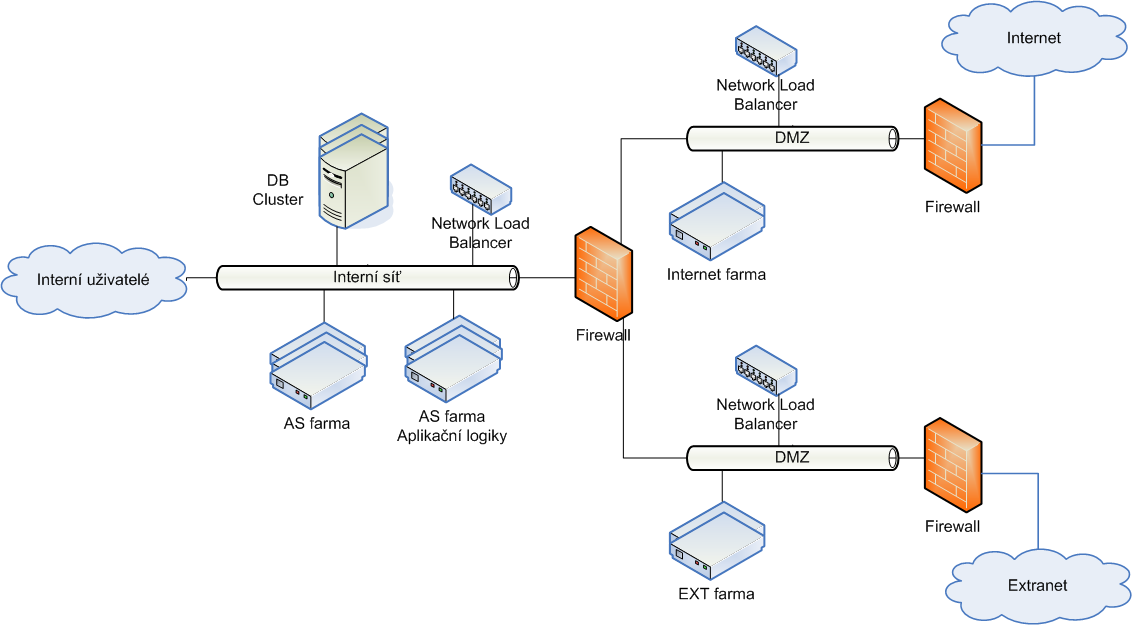 Internet
Network Load
Balancer
DMZ
Firewall
Internet farma
DB
Cluster
Network Load
Balancer
Interní uživatelé
Interní síť
Firewall
AS farma
AS farma
Aplikační logiky
Network Load
Balancer
DMZ
Firewall
EXT farma
Extranet